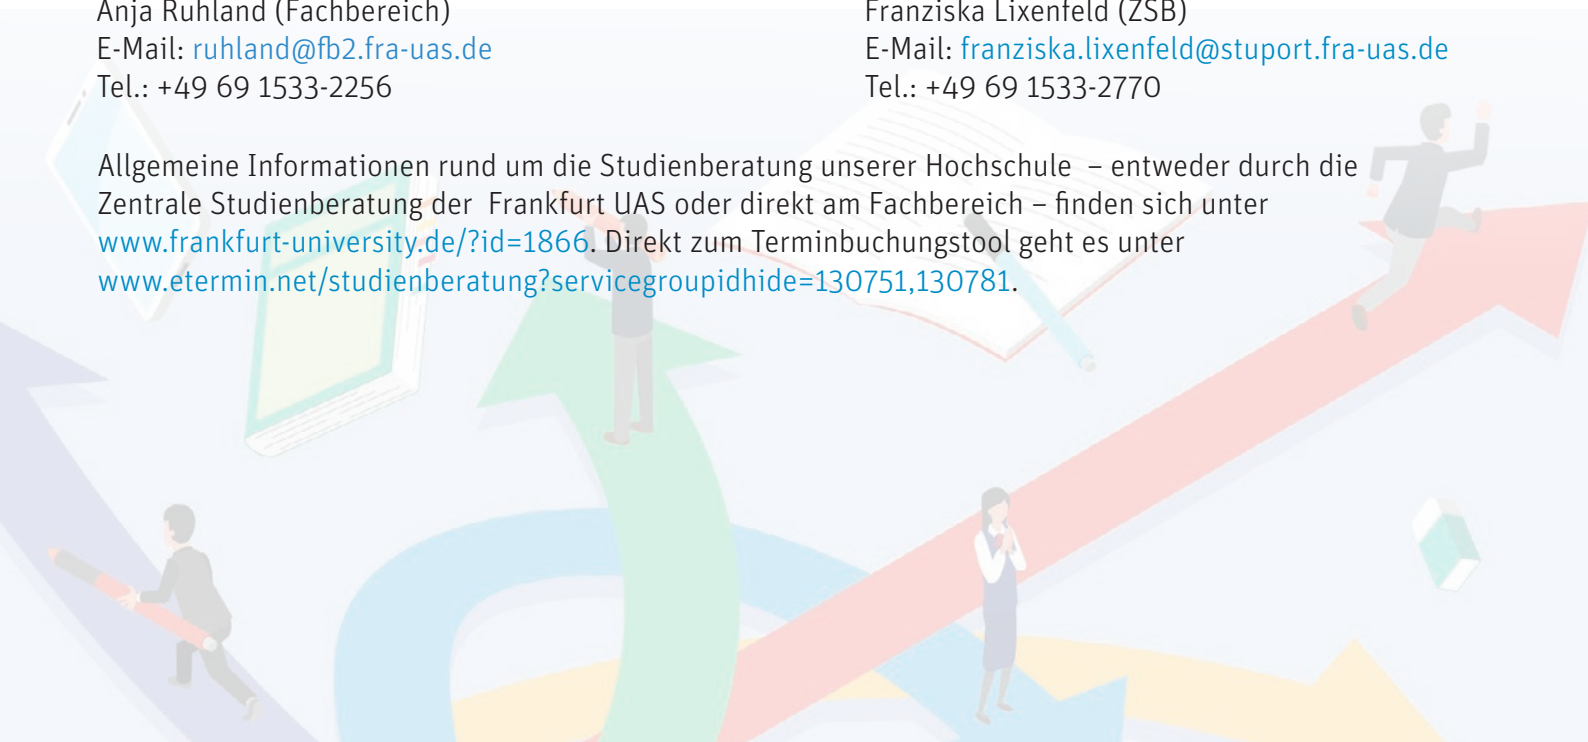 Anja Ruhland (Fachbereich)
E-Mail: ruhland@fb2.fra-uas.de
Tel.: +49 69 1533-2256
Franziska Lixenfeld (ZSB)
E-Mail: franziska.lixenfeld@stuport.fra-uas.de
Tel.: +49 69 1533-2770
Allgemeine Informationen rund um die Studienberatung unserer Hochschule – entweder durch die
Zentrale Studienberatung der Frankfurt UAS oder direkt am Fachbereich – finden sich unter
www.frankfurt-university.de/?id=1866. Direkt zum Terminbuchungstool geht es unter
www.etermin.net/studienberatung?servicegroupidhide=130751,130781.